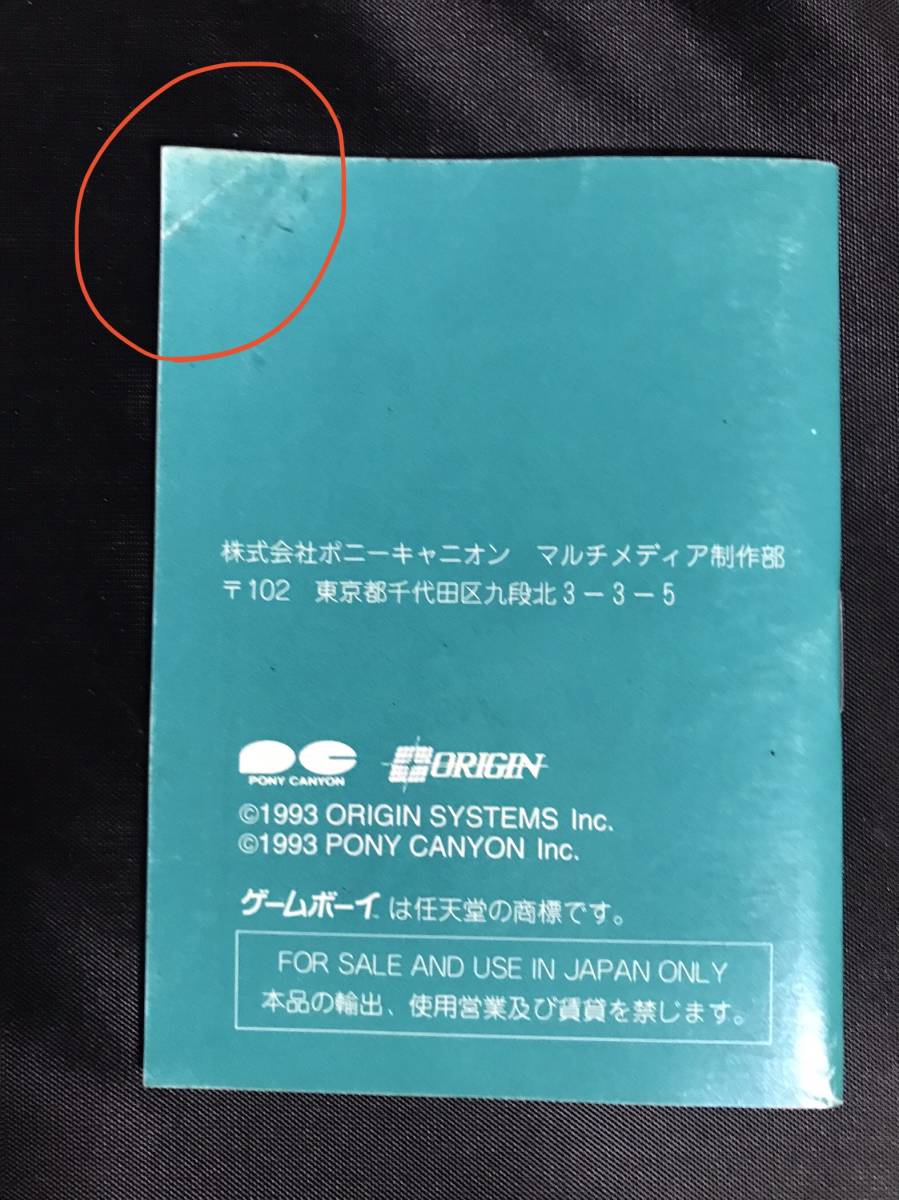 株式会社ポニーキャニオン　マルチメディア制作部
〒102　東京都千代田区九段北3－3－5
PONY CANYON ORIGIN
©1993 ORIGIN SYSTEMS Inc.
©1993 PONY CANYON Inc.
ゲームボーイ™は任天堂の商標です。
FOR SALE AND USE IN JAPAN ONLY
本品の輸出、使用営業及び賃貸を禁じます。